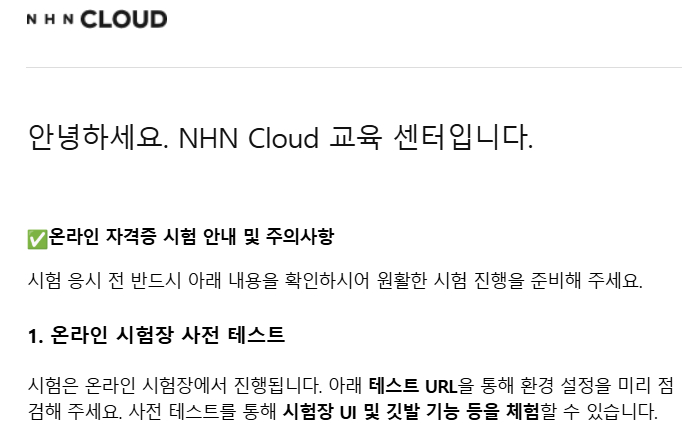 NHN CLOUD
안녕하세요. NHN Cloud 교육 센터입니다.
✅온라인 자격증 시험 안내 및 주의사항
시험 응시 전 반드시 아래 내용을 확인하시어 원활한 시험 진행을 준비해 주세요.
1. 온라인 시험장 사전 테스트
시험은 온라인 시험장에서 진행됩니다. 아래 테스트 URL을 통해 환경 설정을 미리 점
검해 주세요. 사전 테스트를 통해 시험장 UI 및 깃발 기능 등을 체험할 수 있습니다.